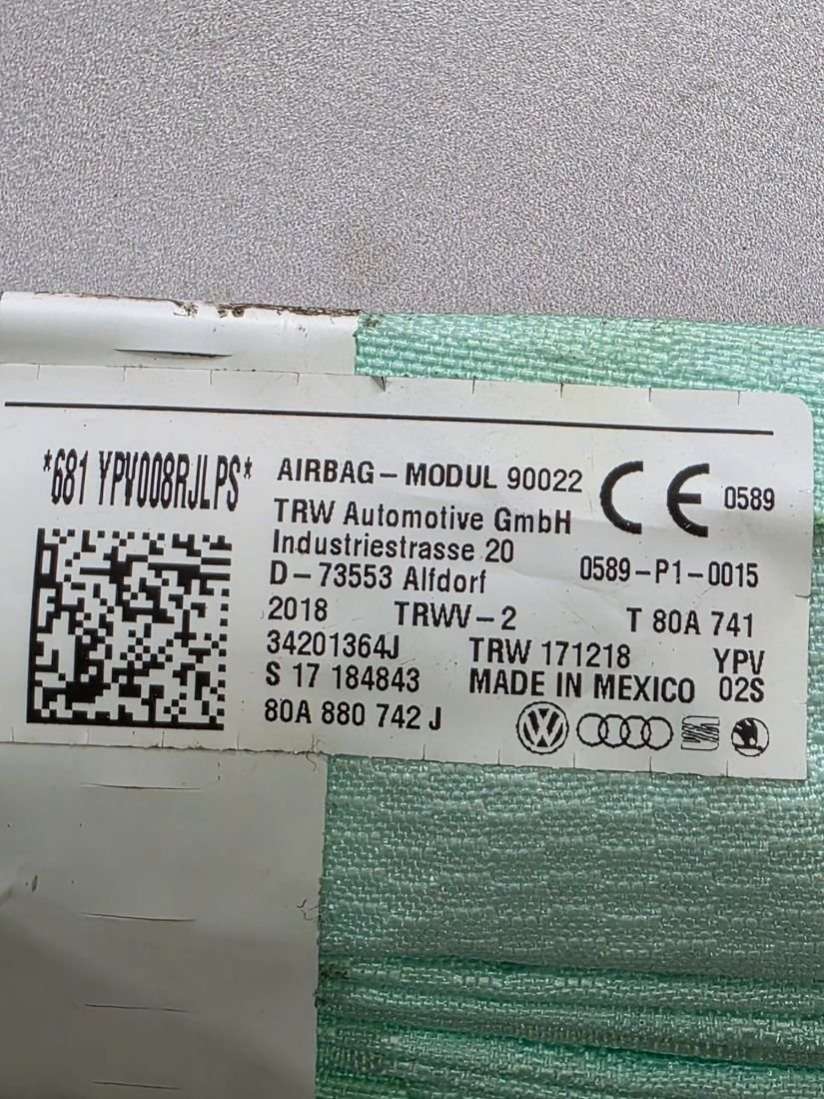 *681 YPV008RJLPS*
AIRBAG-MODUL 90022
CE 0589
TRW Automotive GmbH
Industriestrasse 20
0589-P1-0015
D-73553 Alfdorf
2018 TRWV-2 T 80A 741
34201364J TRW 171218 YPV
S 17 184843 MADE IN MEXICO 02S
80A 880 742 J